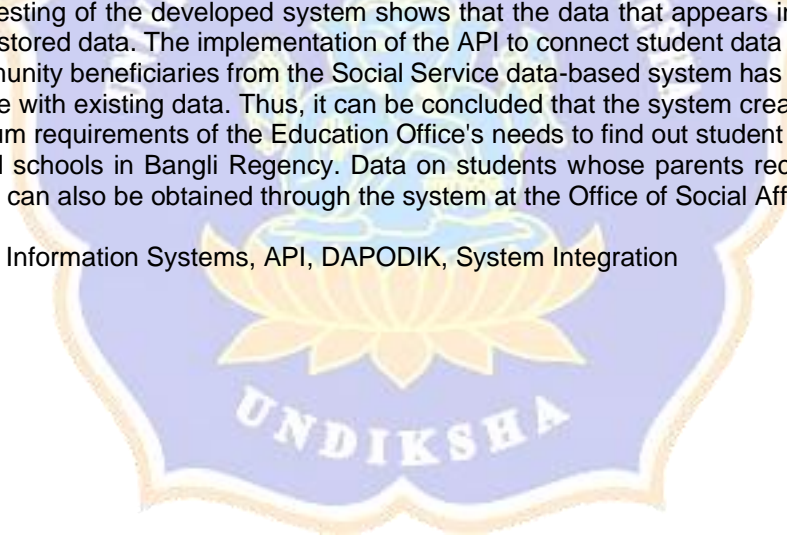 esting of the developed system shows that the data that appears in
stored data. The implementation of the API to connect student data
munity beneficiaries from the Social Service data-based system has
e with existing data. Thus, it can be concluded that the system crea
um requirements of the Education Office's needs to find out student
l schools in Bangli Regency. Data on students whose parents rec
can also be obtained through the system at the Office of Social Aff
Information Systems, API, DAPODIK, System Integration
UNDIKSHA